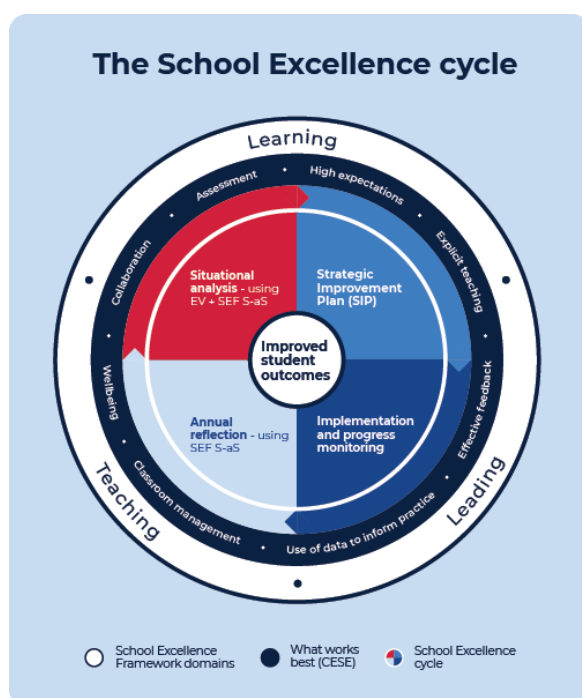 The School Excellence cycle
Learning
Assessment
High expectations
Collaboration
Explicit teaching
Situational
analysis - using
EV + SEF S-aS
Strategic
Improvement
Plan (SIP)
Improved
student
outcomes
Wellbeing
Effective feedback
Annual
reflection - using
SEF S-aS
Implementation
and progress
monitoring
Classroom management
Use of data to inform practice
Teaching
Leading
School Excellence
Framework domains
What works
best (CESE)
School Excellence
cycle